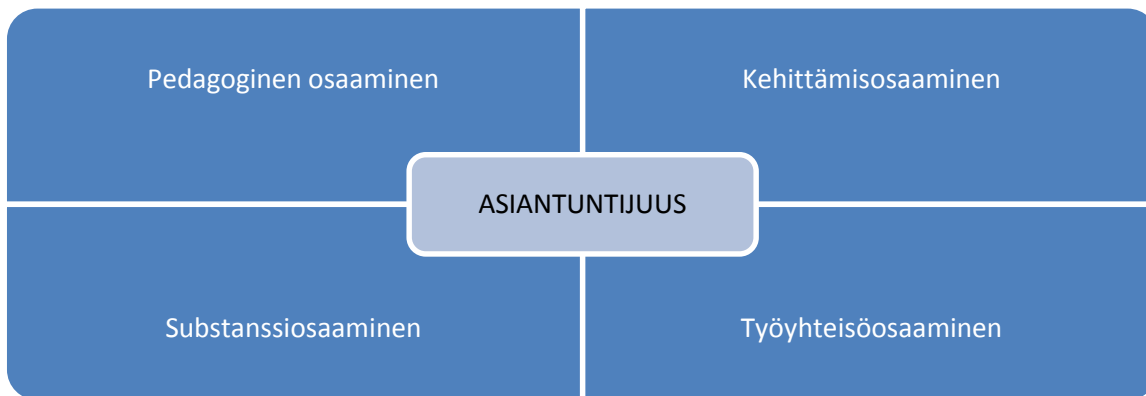 Pedagoginen osaaminen
Kehittämisosaaminen
ASIANTUNTIJUUS
Substanssiosaaminen
Työyhteisöosaaminen